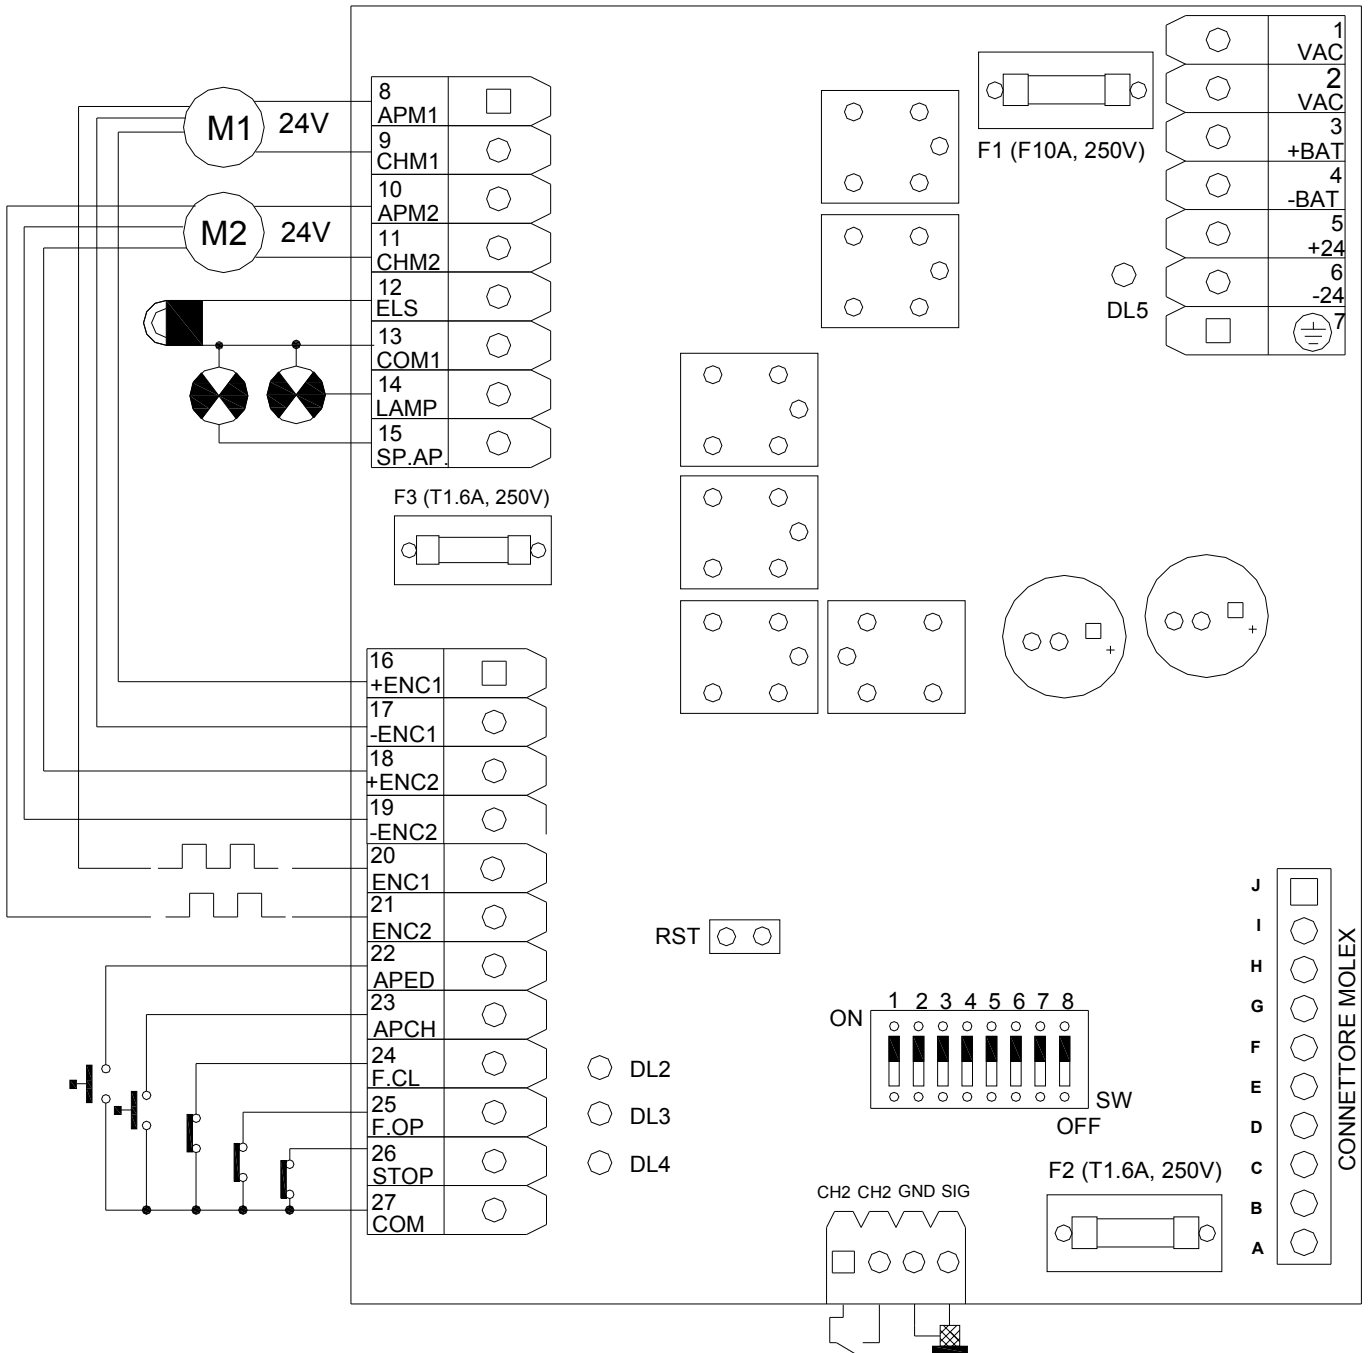 M1 24V
M2 24V
8
APM1
9
CHM1
10
APM2
11
CHM2
12
ELS
13
COM1
14
LAMP
15
SP.AP.
F3 (T1.6A, 250V)
F1 (F10A, 250V)
1
VAC
2
VAC
3
+BAT
4
-BAT
5
+24
6
-24
7
DL5
+
+
16
+ENC1
17
-ENC1
18
+ENC2
19
-ENC2
20
ENC1
21
ENC2
22
APED
23
APCH
24
F.CL
25
F.OP
26
STOP
27
COM
DL2
DL3
DL4
RST
1 2 3 4 5 6 7 8
ON
SW
OFF
F2 (T1.6A, 250V)
CH2 CH2 GND SIG
J
I
H
G
F
E
D
C
B
A
CONNETTORE MOLEX